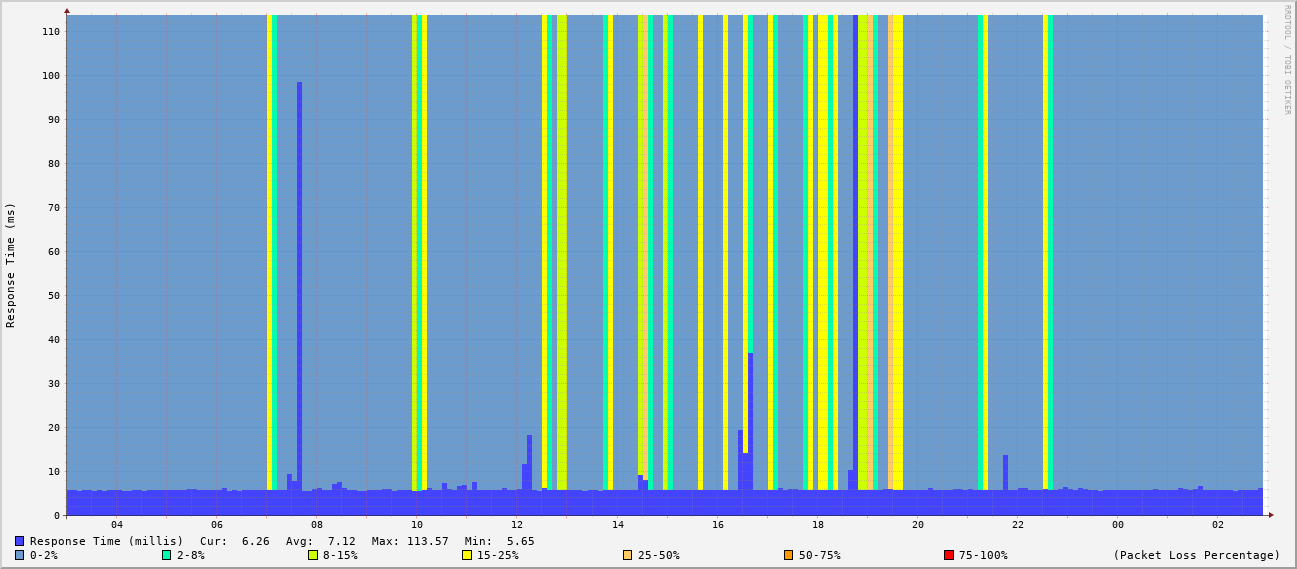 RRDTOOL / TOBI OETIKER
Response Time (ms)
110
100
90
80
70
60
50
40
30
20
10
0
04 06 08 10 12 14 16 18 20 22 00 02
Response Time (millis) Cur: 6.26 Avg: 7.12 Max: 113.57 Min: 5.65
0-2% 2-8% 8-15% 15-25% 25-50% 50-75% 75-100% (Packet Loss Percentage)